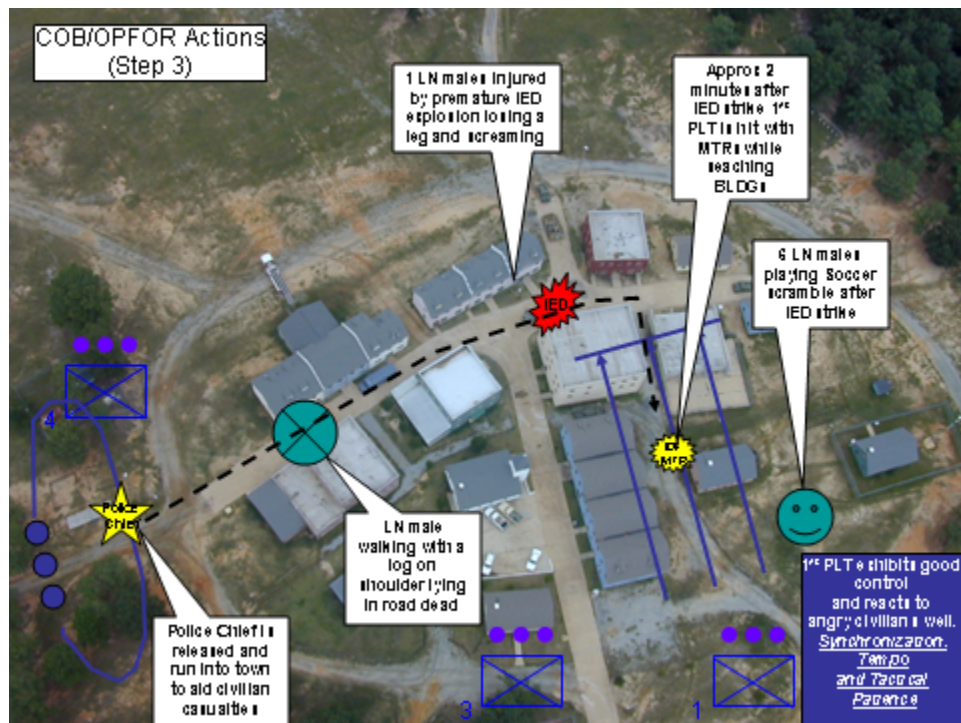 COB/OPFOR Actions
(Step 3)
1 LN males injured
by premature IED
explosion losing a
leg and screaming
Approx 2
minutes after
IED strike 1st
PLT is hit with
MTRs while
reaching
BLDGs
6 LN males
playing Soccer
scramble after
IED strike
IED
4
IDF
MTR
Police
Chief
LN male
walking with a
log on
shoulder lying
in road dead
Police Chief is
released and
run into town
to aid civilian
casualties
3
1
1st PLT exhibits good
control
and reacts to
angry civilians well.
Synchronization,
Tempo
and Tactical
Patience